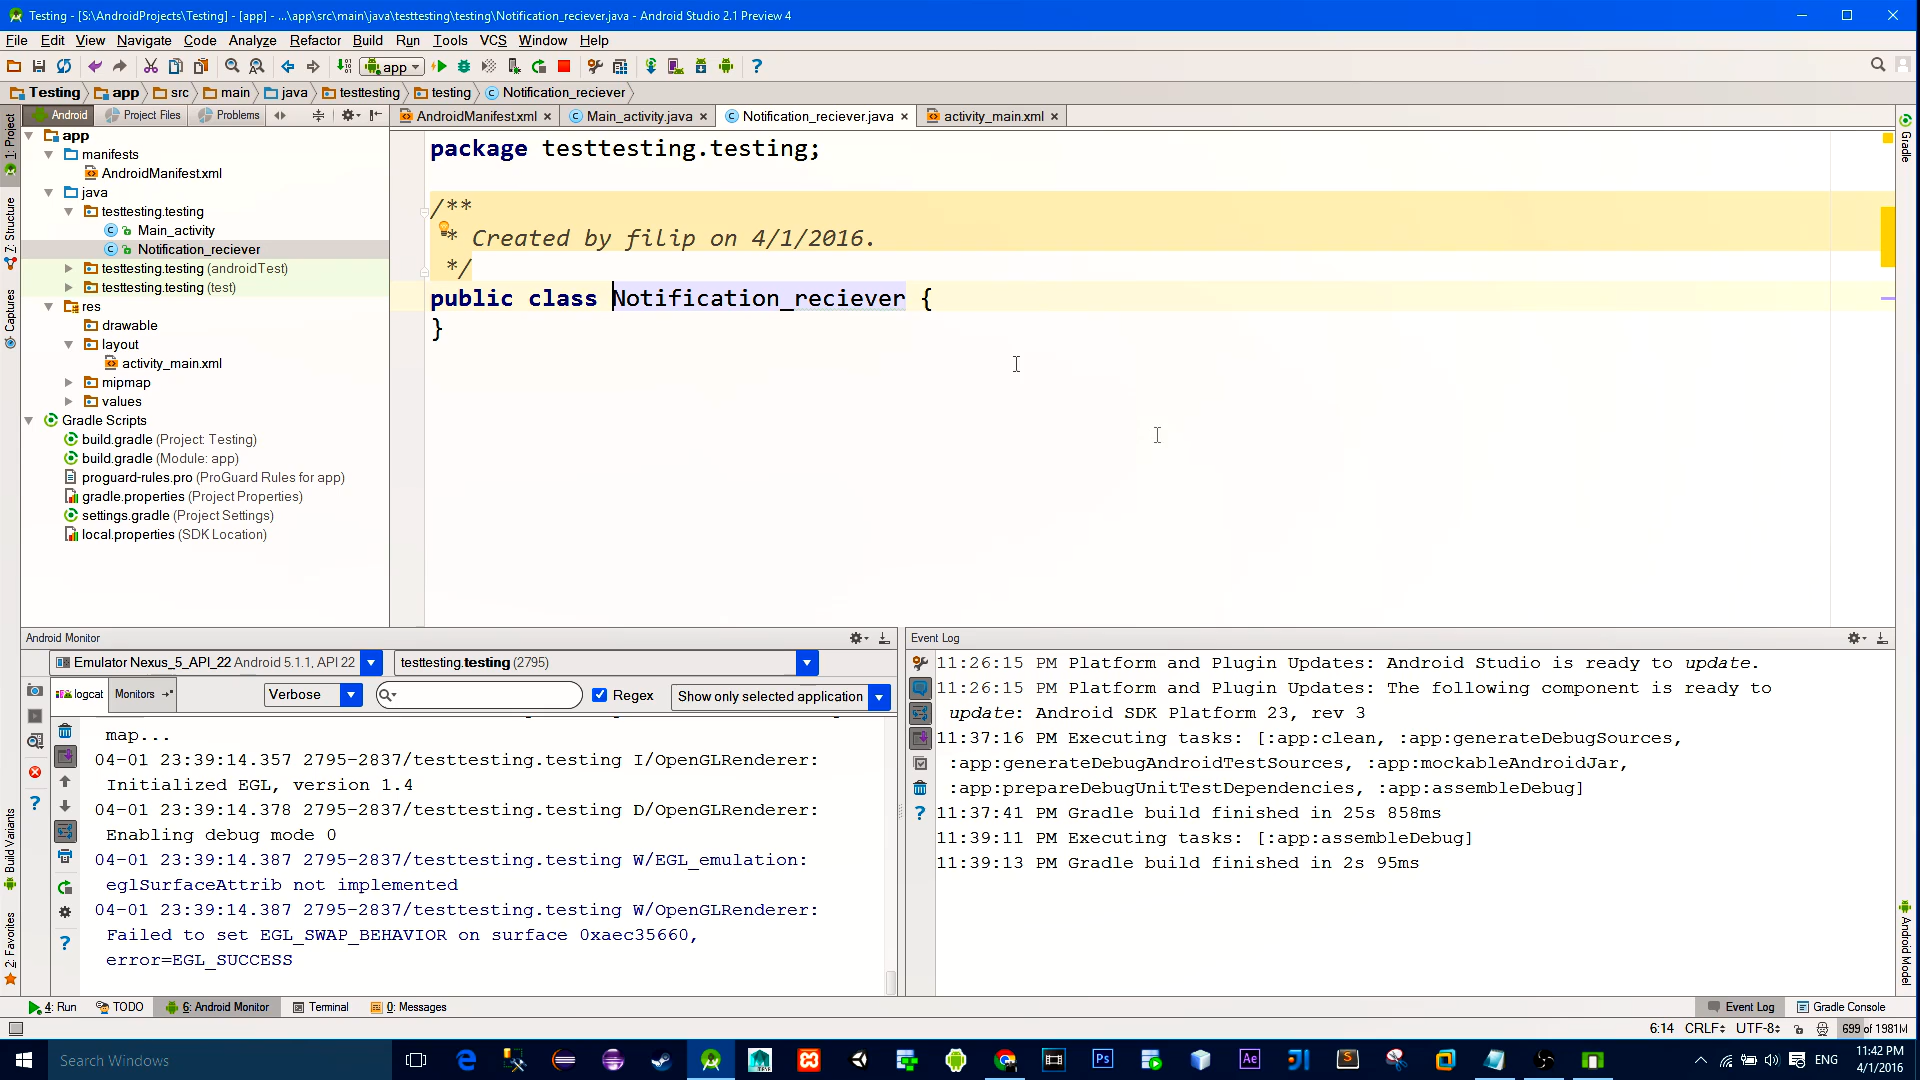 Testing - [S:\AndroidProjects\Testing] - [app] - ...\app\src\main\java\testtesting\testing\Notification_reciever.java - Android Studio 2.1 Preview 4
File Edit View Navigate Code Analyze Refactor Build Run Tools VCS Window Help
app
Testing app src main java testtesting testing Notification_reciever
Android Project Files Problems
AndroidManifest.xml Main_activity.java Notification_reciever.java activity_main.xml
1: Project
7: Structure
Captures
Build Variants
2: Favorites
Gradle
Android Model
app
manifests
AndroidManifest.xml
java
testtesting.testing
Main_activity
Notification_reciever
testtesting.testing (androidTest)
testtesting.testing (test)
res
drawable
layout
activity_main.xml
mipmap
values
Gradle Scripts
build.gradle (Project: Testing)
build.gradle (Module: app)
proguard-rules.pro (ProGuard Rules for app)
gradle.properties (Project Properties)
settings.gradle (Project Settings)
local.properties (SDK Location)
package testtesting.testing;
/**
* Created by filip on 4/1/2016.
*/
public class Notification_reciever {
}
Android Monitor
Emulator Nexus_5_API_22 Android 5.1.1, API 22
testtesting.testing (2795)
logcat Monitors Verbose Regex Show only selected application
map...
04-01 23:39:14.357 2795-2837/testtesting.testing I/OpenGLRenderer:
Initialized EGL, version 1.4
04-01 23:39:14.378 2795-2837/testtesting.testing D/OpenGLRenderer:
Enabling debug mode 0
04-01 23:39:14.387 2795-2837/testtesting.testing W/EGL_emulation:
eglSurfaceAttrib not implemented
04-01 23:39:14.387 2795-2837/testtesting.testing W/OpenGLRenderer:
Failed to set EGL_SWAP_BEHAVIOR on surface 0xaec35660,
error=EGL_SUCCESS
Event Log
11:26:15 PM Platform and Plugin Updates: Android Studio is ready to update.
11:26:15 PM Platform and Plugin Updates: The following component is ready to
update: Android SDK Platform 23, rev 3
11:37:16 PM Executing tasks: [:app:clean, :app:generateDebugSources,
:app:generateDebugAndroidTestSources, :app:mockableAndroidJar,
:app:prepareDebugUnitTestDependencies, :app:assembleDebug]
11:37:41 PM Gradle build finished in 25s 858ms
11:39:11 PM Executing tasks: [:app:assembleDebug]
11:39:13 PM Gradle build finished in 2s 95ms
4: Run TODO 6: Android Monitor Terminal 0: Messages Event Log Gradle Console
6:14 CRLF UTF-8 699 of 1981M
Search Windows
ENG
11:42 PM
4/1/2016